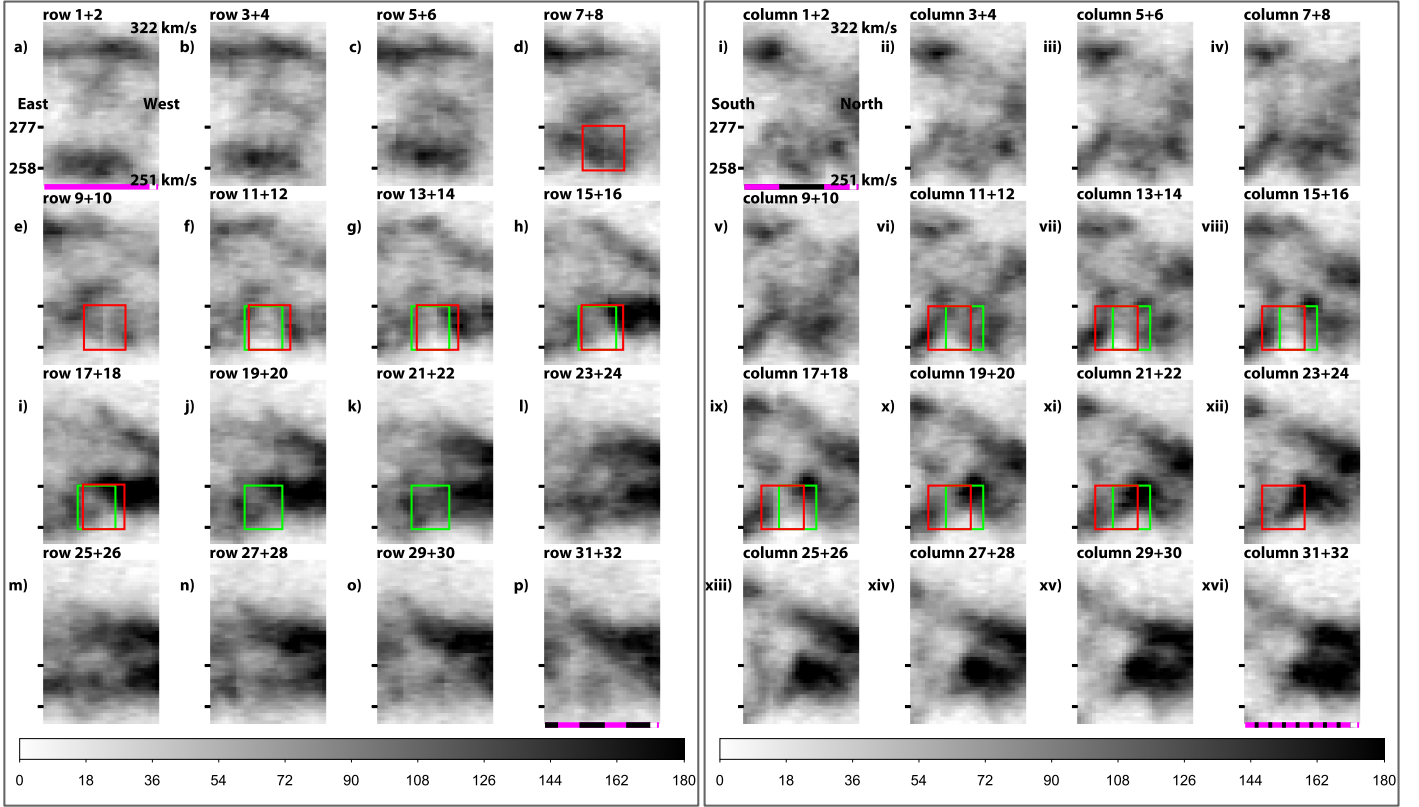 row 1+2 row 3+4 row 5+6 row 7+8
322 km/s
a) b) c) d)
East West
277
258
251 km/s
row 9+10 row 11+12 row 13+14 row 15+16
e) f) g) h)
row 17+18 row 19+20 row 21+22 row 23+24
i) j) k) l)
row 25+26 row 27+28 row 29+30 row 31+32
m) n) o) p)
0 18 36 54 72 90 108 126 144 162 180
column 1+2 column 3+4 column 5+6 column 7+8
322 km/s
i) ii) iii) iv)
South North
277
258
251 km/s
column 9+10 column 11+12 column 13+14 column 15+16
v) vi) vii) viii)
column 17+18 column 19+20 column 21+22 column 23+24
ix) x) xi) xii)
column 25+26 column 27+28 column 29+30 column 31+32
xiii) xiv) xv) xvi)
0 18 36 54 72 90 108 126 144 162 180